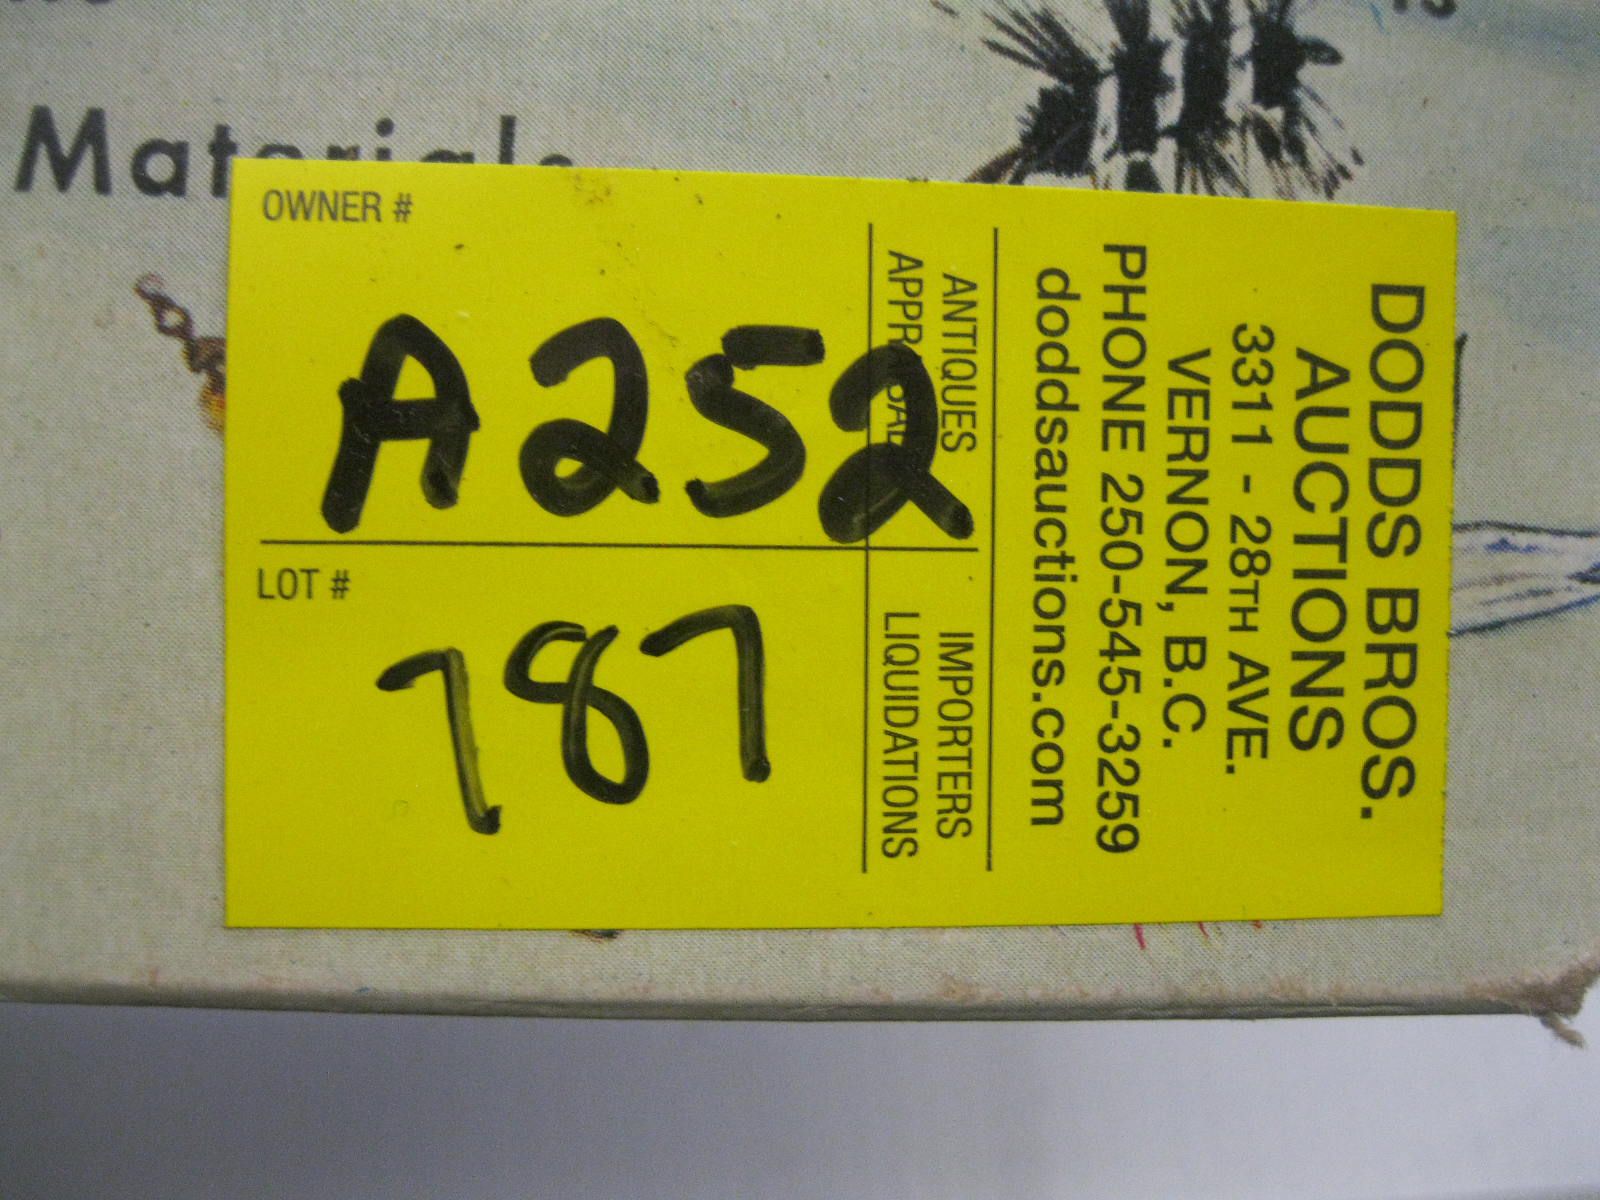 Materials
OWNER #
A252
LOT #
787
ANTIQUES
APPRAISALS
IMPORTERS
LIQUIDATIONS
DODDS BROS.
AUCTIONS
3311 - 28TH AVE.
VERNON, B.C.
PHONE 250-545-3259
doddsauctions.com